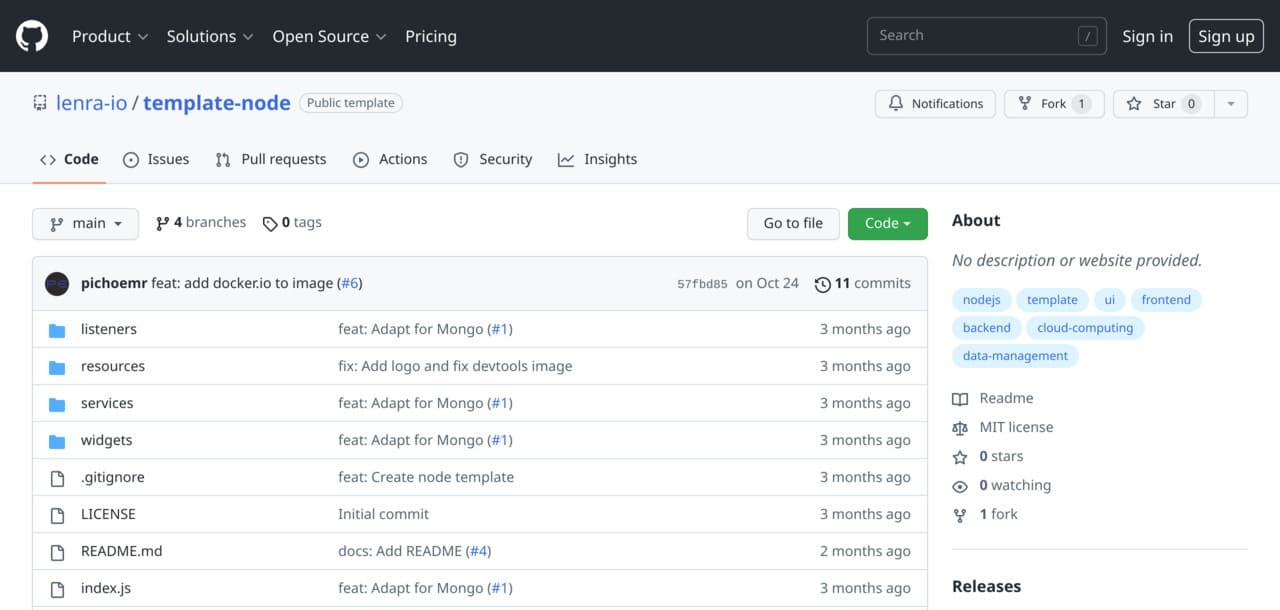 Product Solutions Open Source Pricing Search / Sign in Sign up
lenra-io / template-node Public template Notifications Fork 1 Star 0
Code Issues Pull requests Actions Security Insights
main 4 branches 0 tags Go to file Code
pichoemr feat: add docker.io to image (#6) 57fbd85 on Oct 24 11 commits
listeners feat: Adapt for Mongo (#1) 3 months ago
resources fix: Add logo and fix devtools image 3 months ago
services feat: Adapt for Mongo (#1) 3 months ago
widgets feat: Adapt for Mongo (#1) 3 months ago
.gitignore feat: Create node template 3 months ago
LICENSE Initial commit 3 months ago
README.md docs: Add README (#4) 2 months ago
index.js feat: Adapt for Mongo (#1) 3 months ago
About
No description or website provided.
nodejs template ui frontend
backend cloud-computing
data-management
Readme
MIT license
0 stars
0 watching
1 fork
Releases